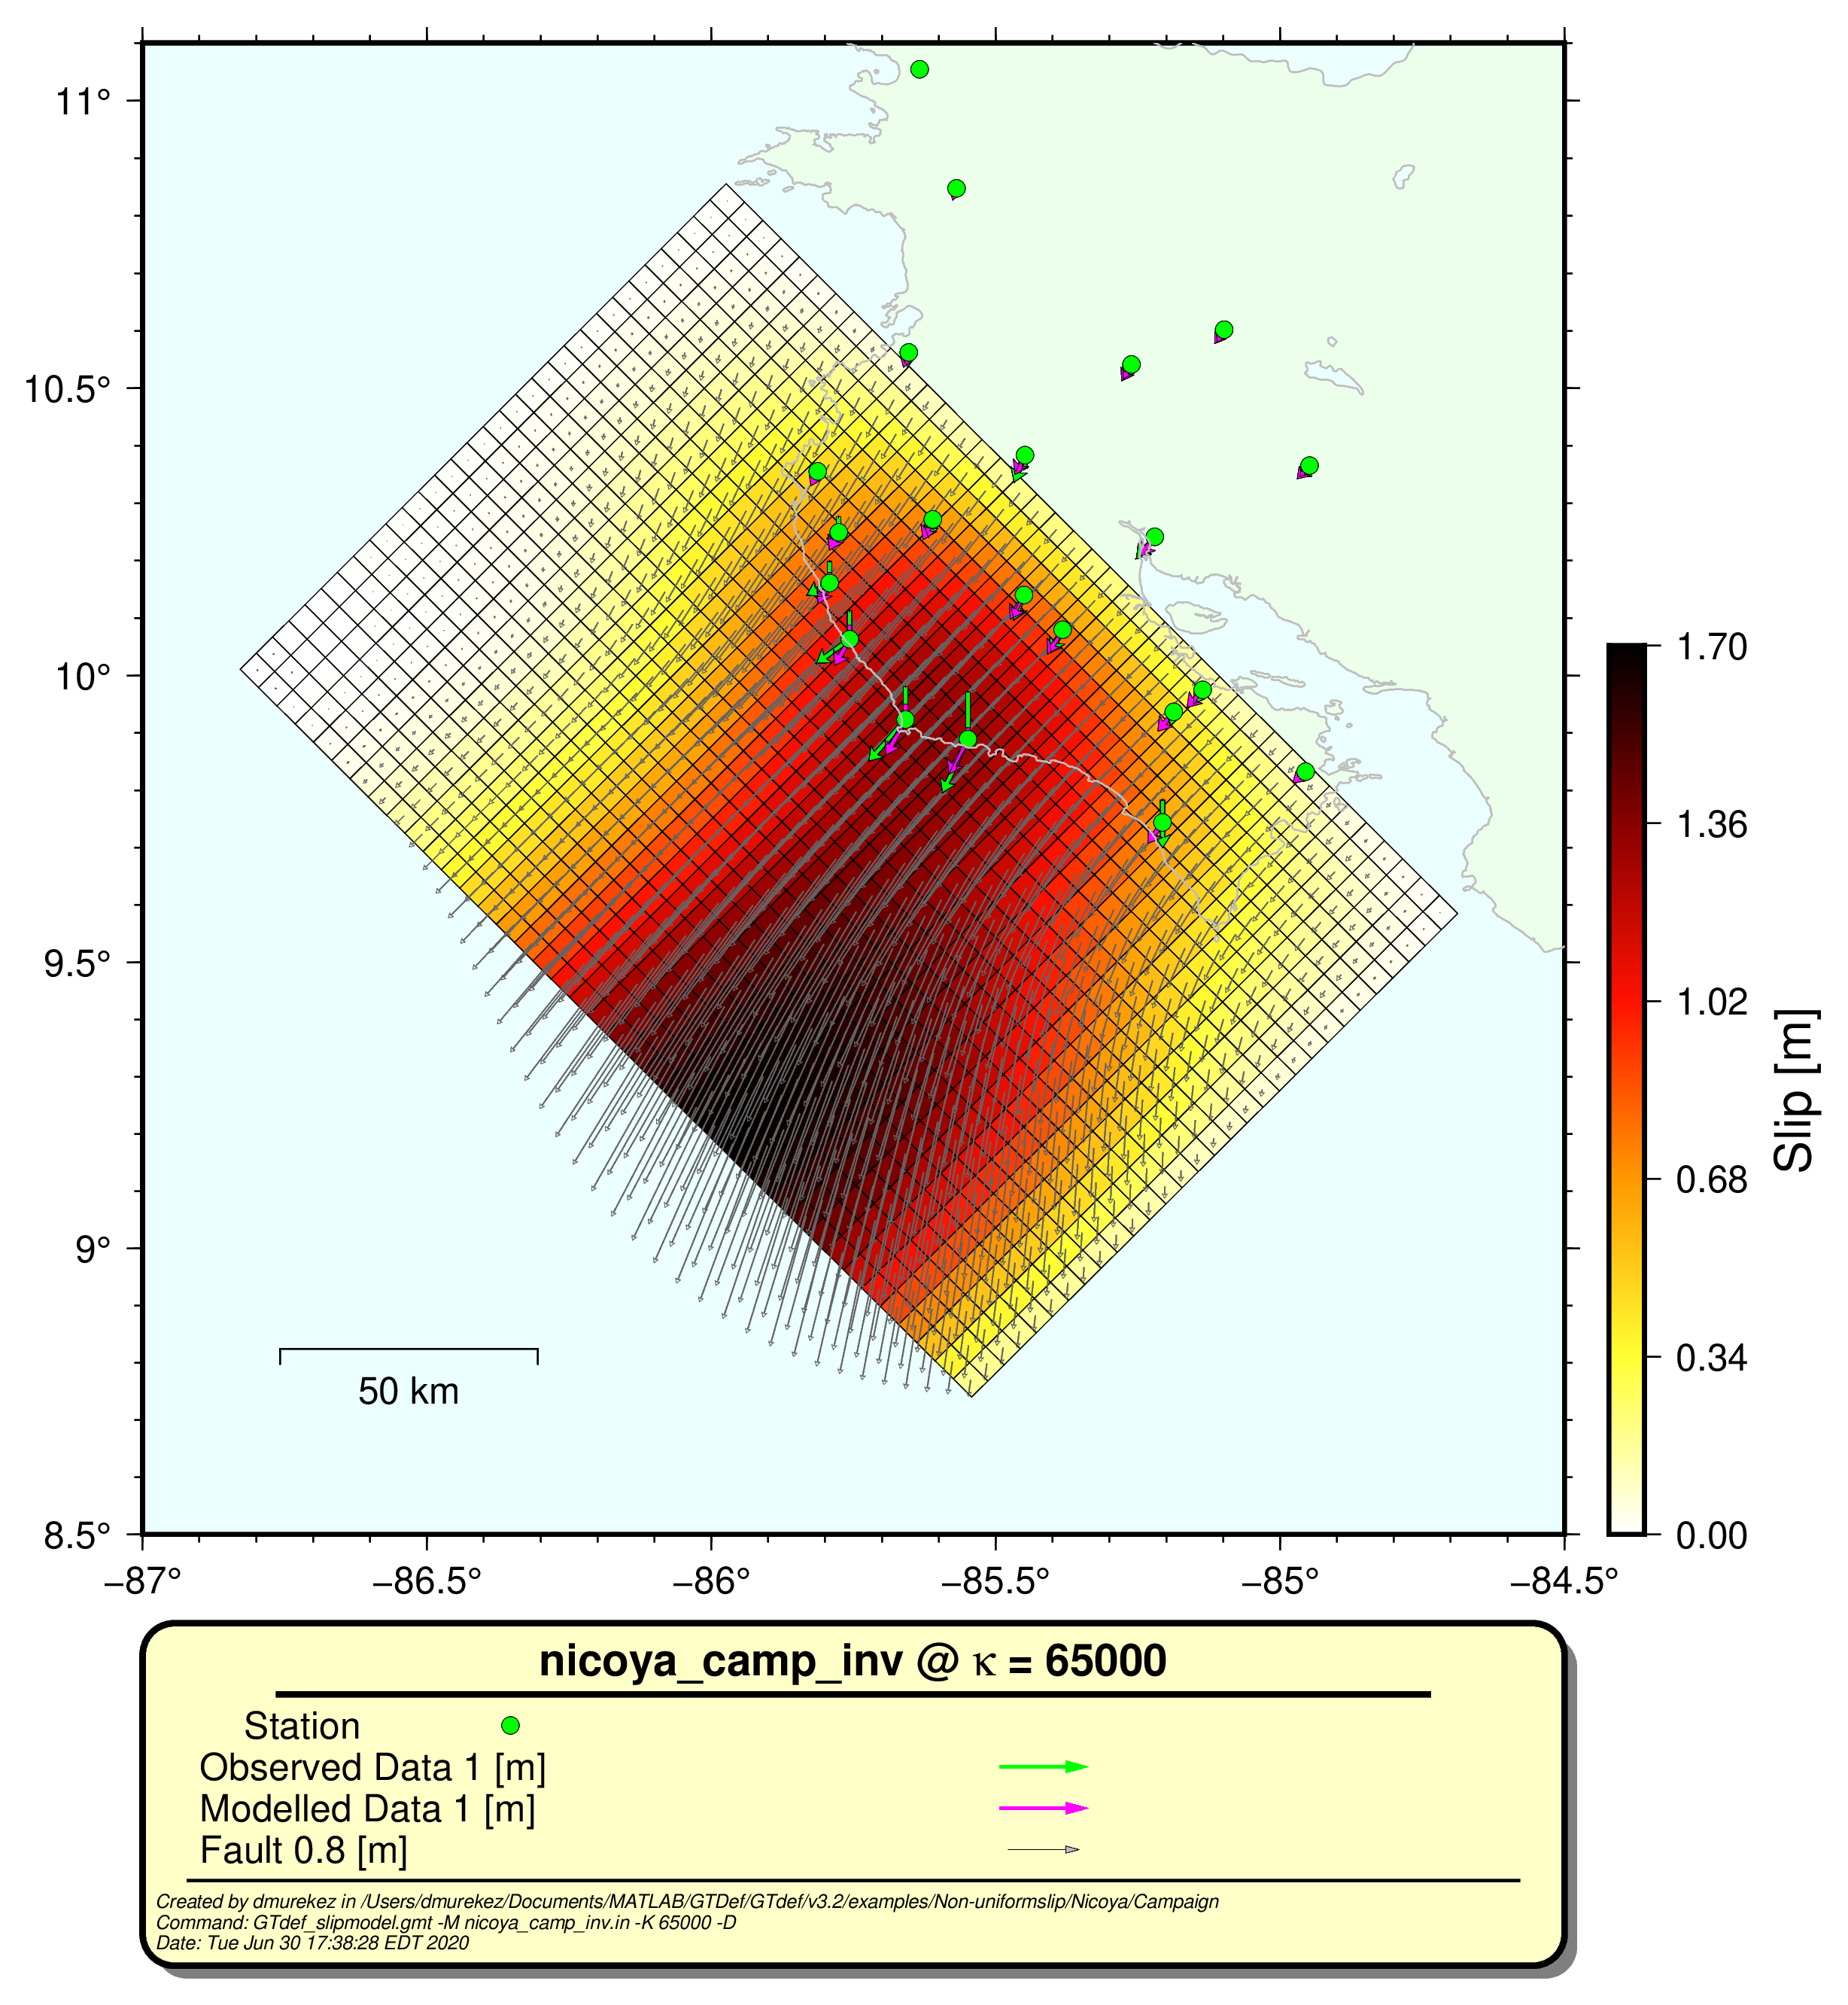 11°
10.5°
10°
9.5°
9°
8.5°
−87°
−86.5°
−86°
−85.5°
−85°
−84.5°
50 km
1.70
1.36
1.02
0.68
0.34
0.00
Slip [m]
nicoya_camp_inv @ κ = 65000
Station
Observed Data 1 [m]
Modelled Data 1 [m]
Fault 0.8 [m]
Created by dmurekez in /Users/dmurekez/Documents/MATLAB/GTDef/GTdef/v3.2/examples/Non-uniformslip/Nicoya/Campaign
Command: GTdef_slipmodel.gmt -M nicoya_camp_inv.in -K 65000 -D
Date: Tue Jun 30 17:38:28 EDT 2020